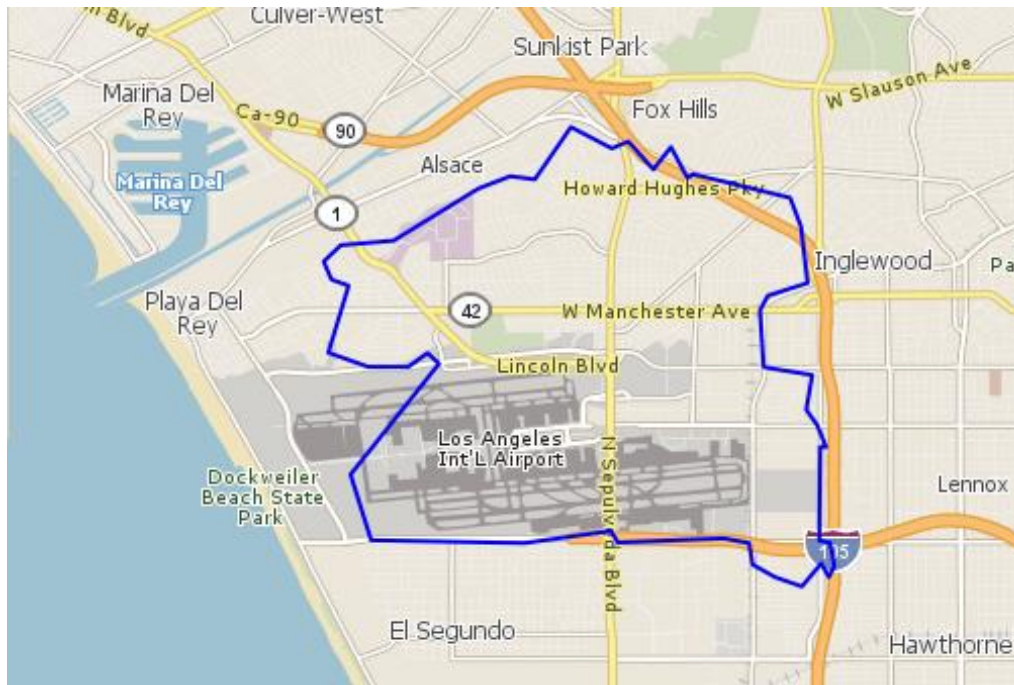 Culver-West
ln Blvd
Sunkist Park
Marina Del
Rey
Ca-90
90
Fox Hills
W Slauson Ave
Alsace
Marina Del
Rey
Howard Hughes Pky
1
Inglewood
Pa
Playa Del
Rey
42
W Manchester Ave
Lincoln Blvd
Los Angeles
Int'L Airport
N Sepulveda Blvd
Dockweiler
Beach State
Park
Lennox
105
El Segundo
Hawthorne